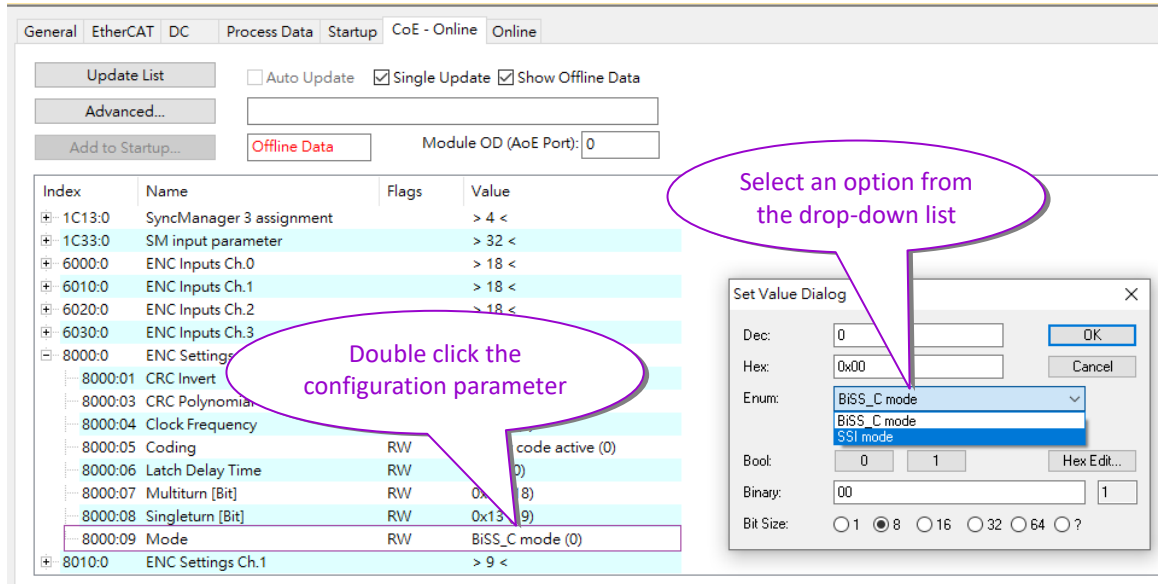 General EtherCAT DC Process Data Startup CoE - Online Online
Update List Auto Update Single Update Show Offline Data
Advanced...
Add to Startup... Offline Data Module OD (AoE Port): 0
Index Name Flags Value
1C13:0 SyncManager 3 assignment > 4 <
1C33:0 SM input parameter > 32 <
6000:0 ENC Inputs Ch.0 > 18 <
6010:0 ENC Inputs Ch.1 > 18 <
6020:0 ENC Inputs Ch.2 > 18 <
6030:0 ENC Inputs Ch.3
8000:0 ENC Settings
8000:01 CRC Invert
8000:03 CRC Polynomial
8000:04 Clock Frequency
8000:05 Coding RW code active (0)
8000:06 Latch Delay Time RW
8000:07 Multiturn [Bit] RW
8000:08 Singleturn [Bit] RW 0x13
8000:09 Mode RW BiSS_C mode (0)
8010:0 ENC Settings Ch.1 > 9 <
Double click the
configuration parameter
Select an option from
the drop-down list
Set Value Dialog
Dec: 0 OK
Hex: 0x00 Cancel
Enum: BiSS_C mode
BiSS_C mode
SSI mode
Bool: 0 1 Hex Edit...
Binary: 00 1
Bit Size: 1 8 16 32 64 ?